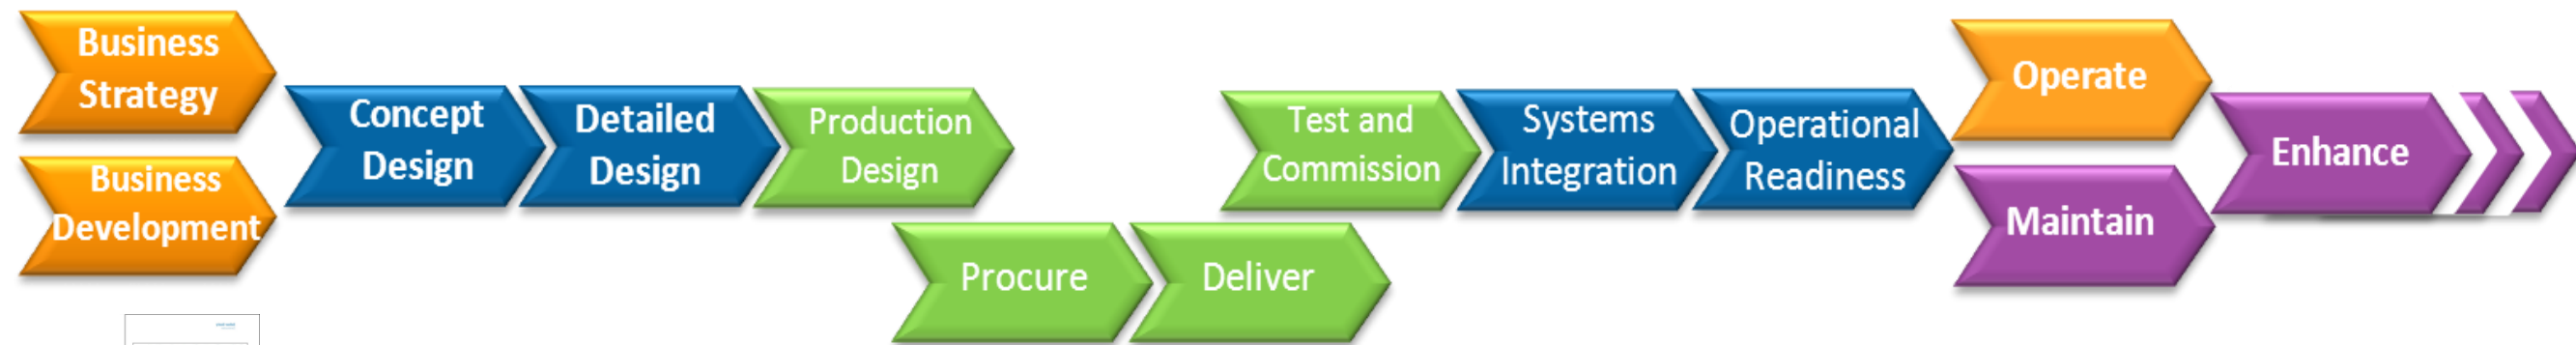 Business
Strategy
Business
Development
Concept
Design
Detailed
Design
Production
Design
Procure
Deliver
Test and
Commission
Systems
Integration
Operational
Readiness
Operate
Maintain
Enhance